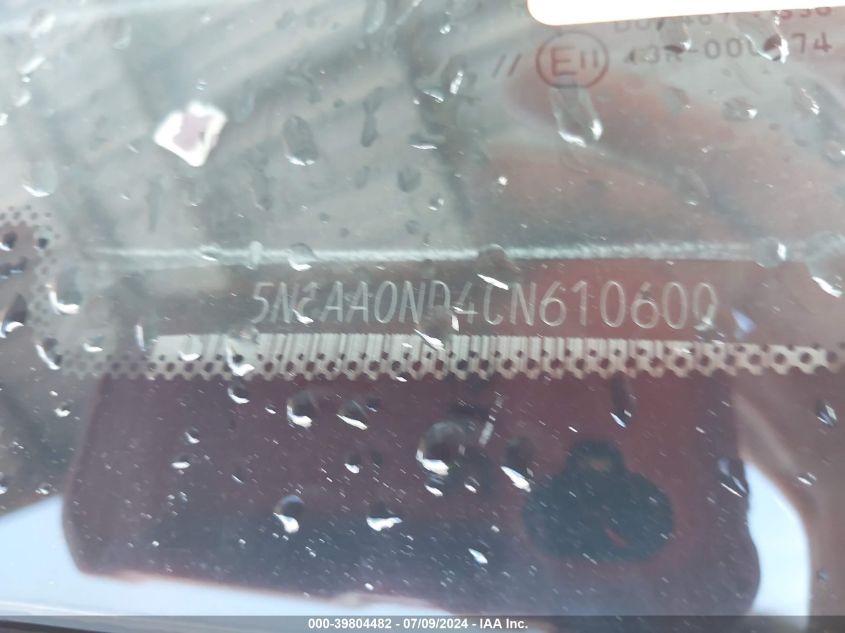 // E11
5N1AA0ND4CN610600
000-39804482 - 07/09/2024 - IAA Inc.